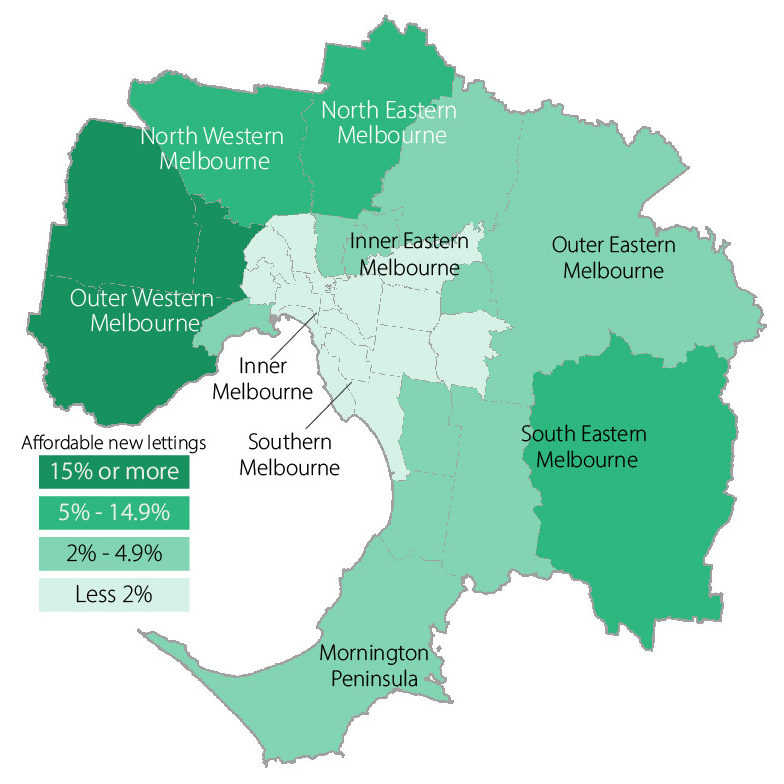 North Eastern
Melbourne
North Western
Melbourne
Inner Eastern
Melbourne
Outer Eastern
Melbourne
Outer Western
Melbourne
Inner
Melbourne
Southern
Melbourne
South Eastern
Melbourne
Affordable new lettings
15% or more
5% - 14.9%
2% - 4.9%
Less 2%
Mornington
Peninsula